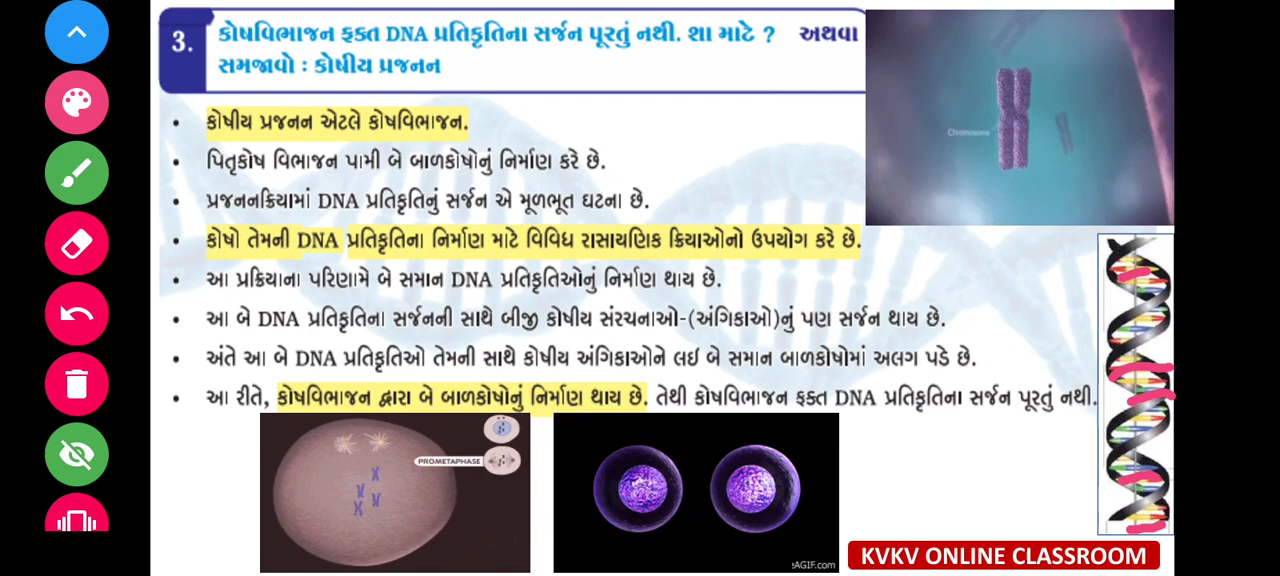 3.
કોષવિભાજન ફક્ત DNA પ્રતિકૃતિના સર્જન પૂરતું નથી. શા માટે ? અથવા
સમજાવો : કોષીય પ્રજનન
Chromosome
• કોષીય પ્રજનન એટલે કોષવિભાજન.
• પિતૃકોષ વિભાજન પામી બે બાળકોષોનું નિર્માણ કરે છે.
• પ્રજનનક્રિયામાં DNA પ્રતિકૃતિનું સર્જન એ મૂળભૂત ઘટના છે.
• કોષો તેમની DNA પ્રતિકૃતિના નિર્માણ માટે વિવિધ રાસાયણિક ક્રિયાઓનો ઉપયોગ કરે છે.
• આ પ્રક્રિયાના પરિણામે બે સમાન DNA પ્રતિકૃતિઓનું નિર્માણ થાય છે.
• આ બે DNA પ્રતિકૃતિના સર્જનની સાથે બીજી કોષીય સંરચનાઓ-(અંગિકાઓ)નું પણ સર્જન થાય છે.
• અંતે આ બે DNA પ્રતિકૃતિઓ તેમની સાથે કોષીય અંગિકાઓને લઇ બે સમાન બાળકોષોમાં અલગ પડે છે.
• આ રીતે, કોષવિભાજન દ્વારા બે બાળકોષોનું નિર્માણ થાય છે. તેથી કોષવિભાજન ફક્ત DNA પ્રતિકૃતિના સર્જન પૂરતું નથી.
PROMETAPHASE
eAGIF.com
KVKV ONLINE CLASSROOM